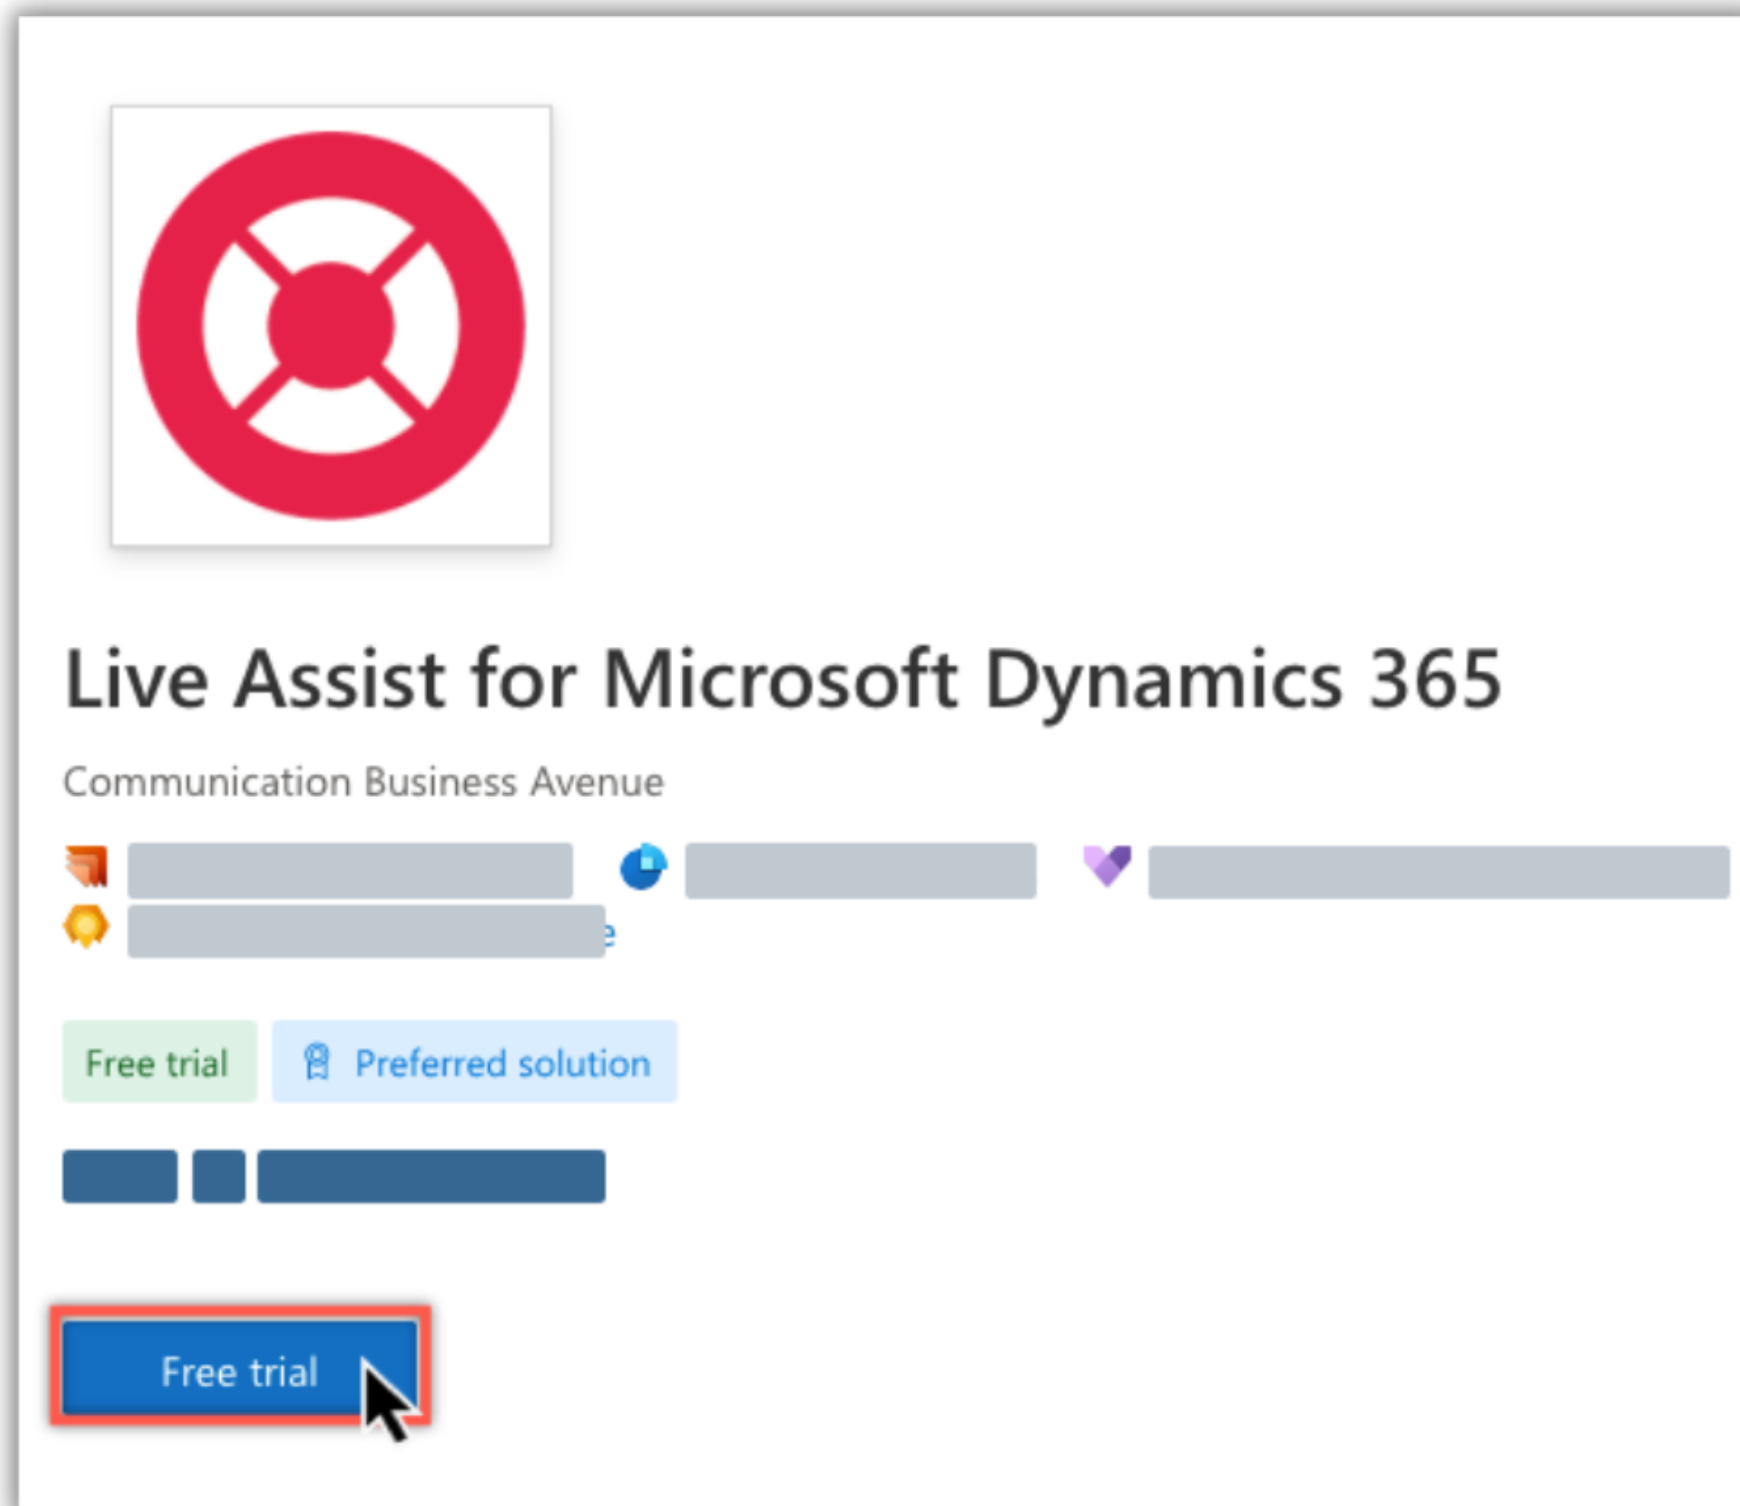 Live Assist for Microsoft Dynamics 365
Communication Business Avenue
e
Free trial
Preferred solution
Free trial